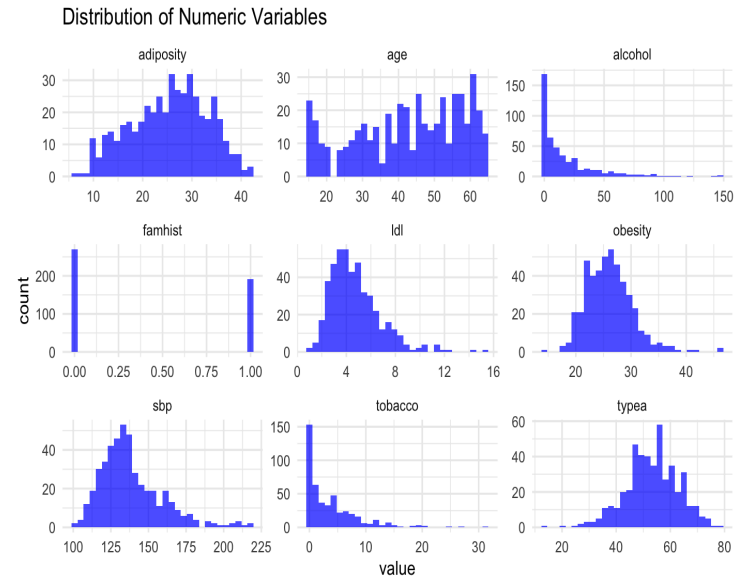 Distribution of Numeric Variables
adiposity age alcohol
30
20
10
0
10 20 30 40
30
20
10
0
20 30 40 50 60
150
100
50
0
0 50 100 150
famhist ldl obesity
200
100
0
0.00 0.25 0.50 0.75 1.00
40
20
0
0 4 8 12 16
40
20
0
20 30 40
sbp tobacco typea
40
20
0
100 125 150 175 200 225
150
100
50
0
0 10 20 30
60
40
20
0
20 40 60 80
count
value